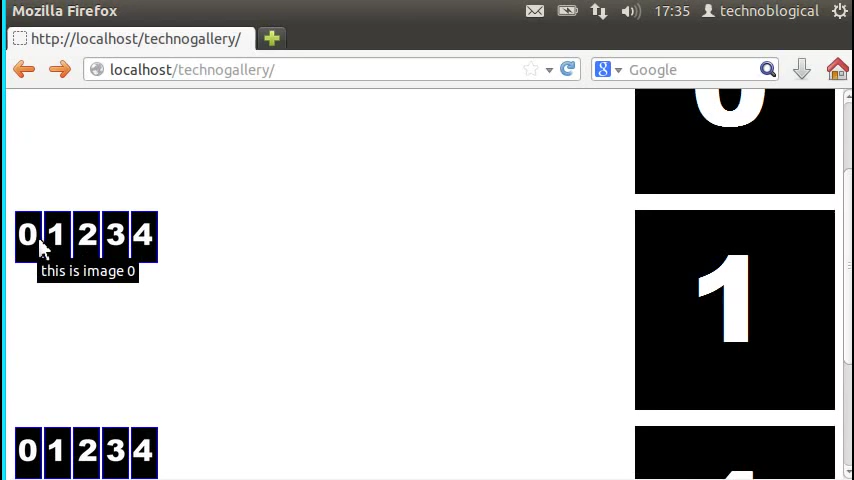 Mozilla Firefox 17:35 technoblogical
http://localhost/technogallery/
localhost/technogallery/ Google
0
0 1 2 3 4
this is image 0
1
0 1 2 3 4